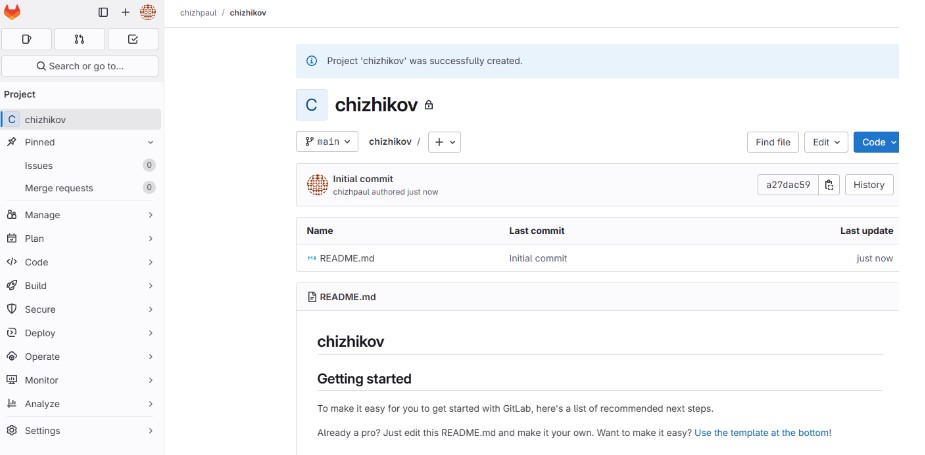 chizhpaul / chizhikov
Search or go to...
Project
C chizhikov
Pinned
Issues 0
Merge requests 0
Manage
Plan
Code
Build
Secure
Deploy
Operate
Monitor
Analyze
Settings
Project 'chizhikov' was successfully created.
C chizhikov
main chizhikov / + Find file Edit Code
Initial commit
chizhpaul authored just now
a27dac59 History
Name Last commit Last update
README.md Initial commit just now
README.md
chizhikov
Getting started
To make it easy for you to get started with GitLab, here's a list of recommended next steps.
Already a pro? Just edit this README.md and make it your own. Want to make it easy? Use the template at the bottom!